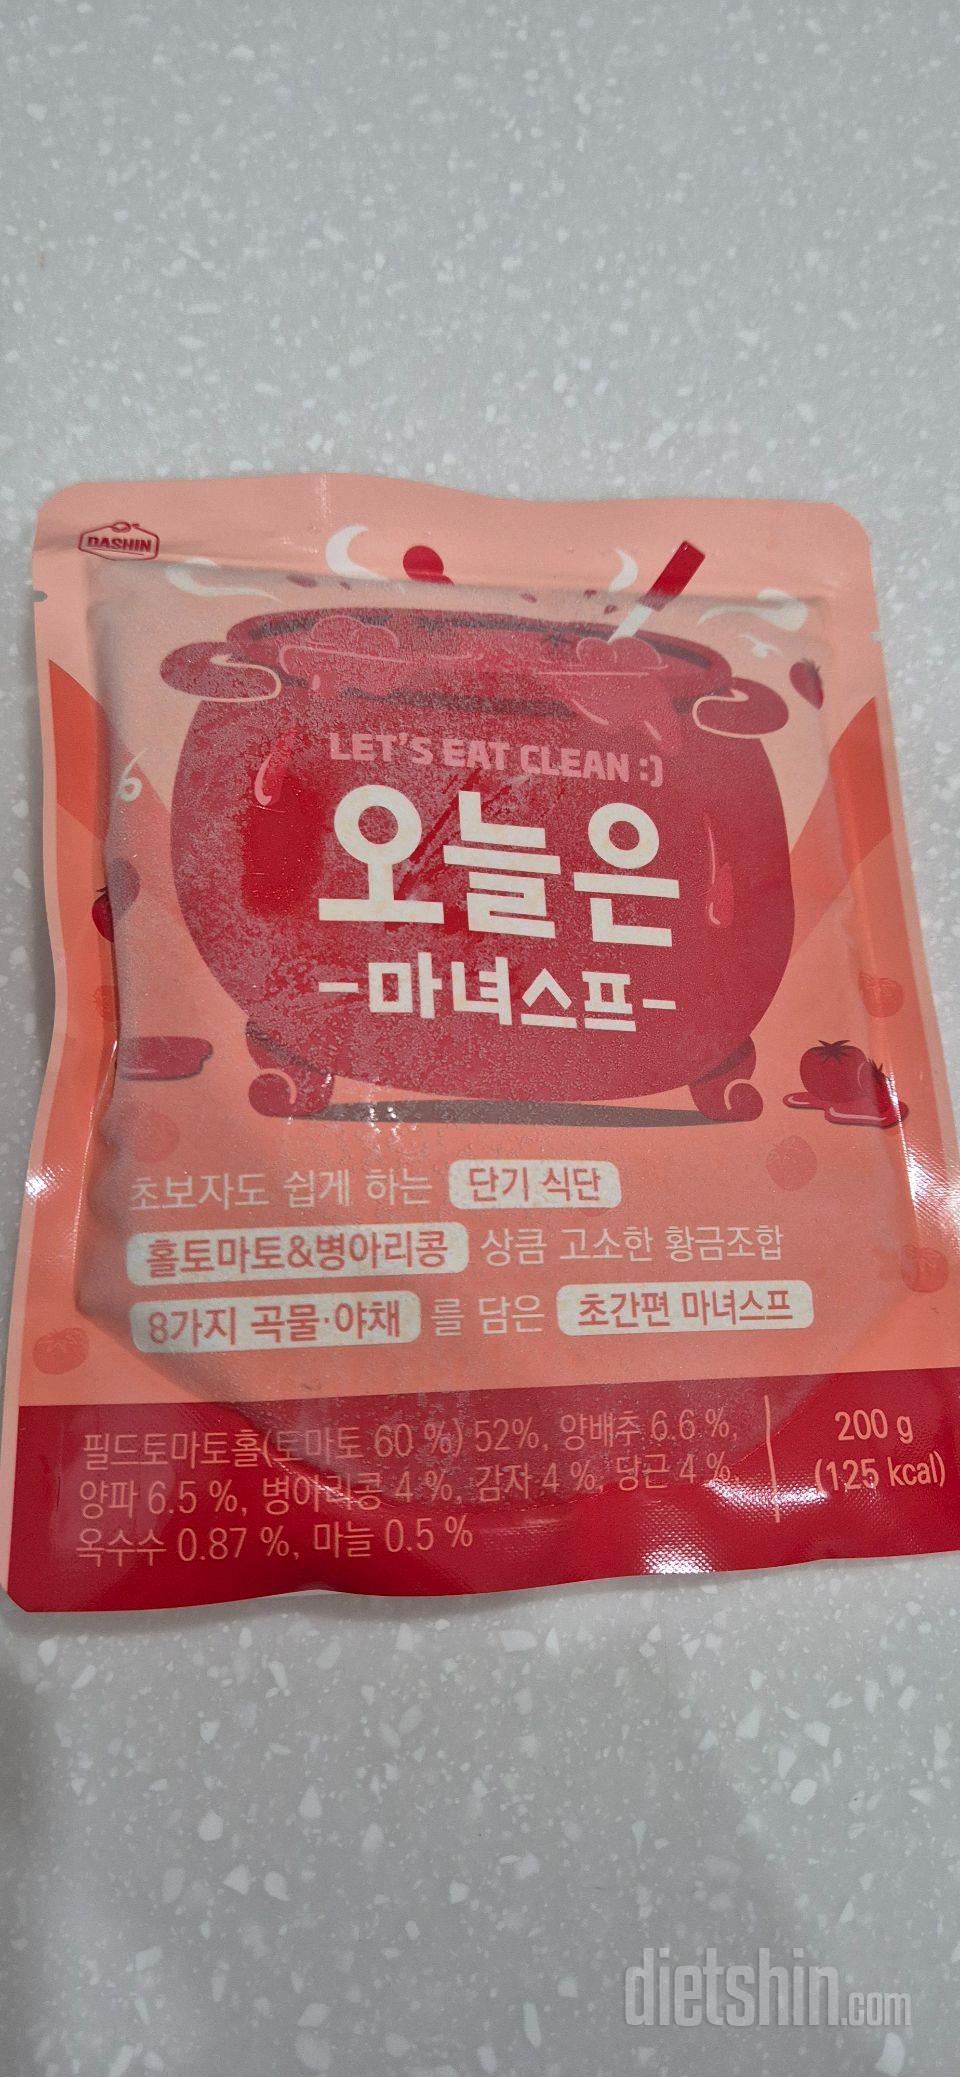 DASHIN
LET'S EAT CLEAN :)
오늘은
-마녀스프-
초보자도 쉽게 하는 단기 식단
홀토마토&병아리콩 상큼 고소한 황금조합
8가지 곡물·야채 를 담은 초간편 마녀스프
필드토마토홀(토마토 60 %) 52%, 양배추 6.6 %,
양파 6.5 %, 병아리콩 4 %, 감자 4 %, 당근 4 %,
옥수수 0.87 %, 마늘 0.5 %
200 g
(125 kcal)
dietshin.com